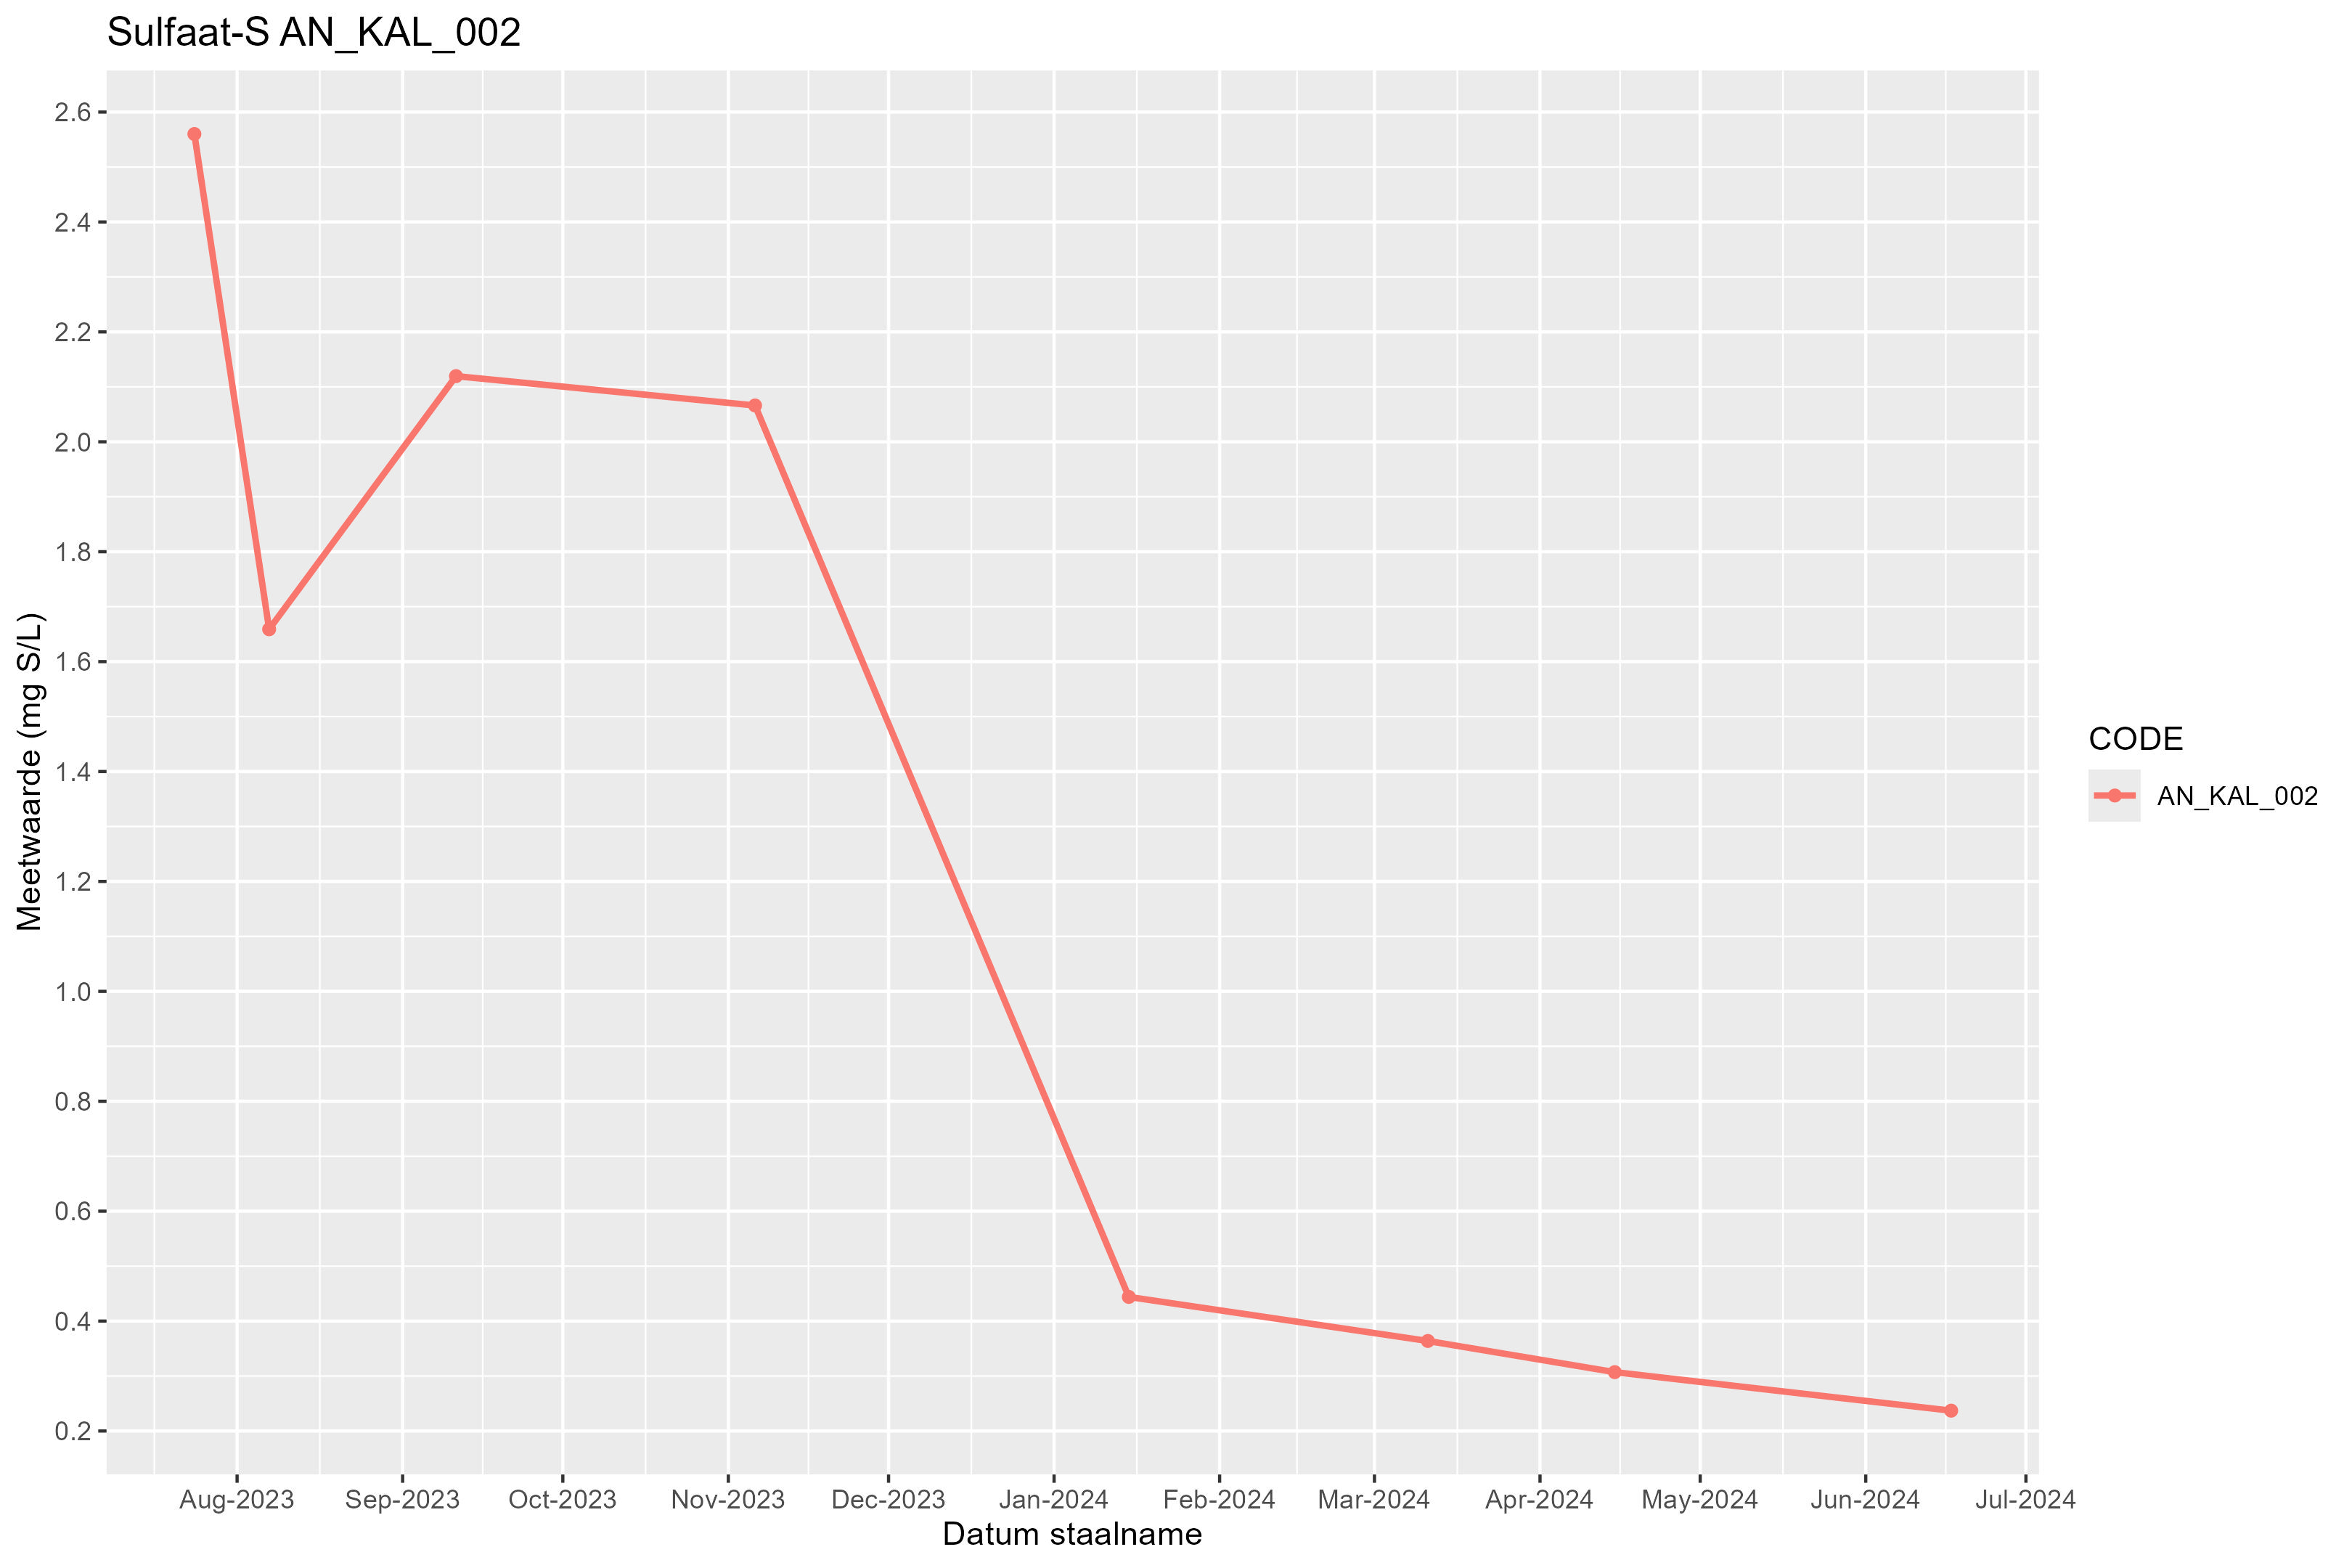 Sulfaat-S AN_KAL_002
Meetwaarde (mg S/L)
2.6
2.4
2.2
2.0
1.8
1.6
1.4
1.2
1.0
0.8
0.6
0.4
0.2
Aug-2023 Sep-2023 Oct-2023 Nov-2023 Dec-2023 Jan-2024 Feb-2024 Mar-2024 Apr-2024 May-2024 Jun-2024 Jul-2024
Datum staalname
CODE
AN_KAL_002